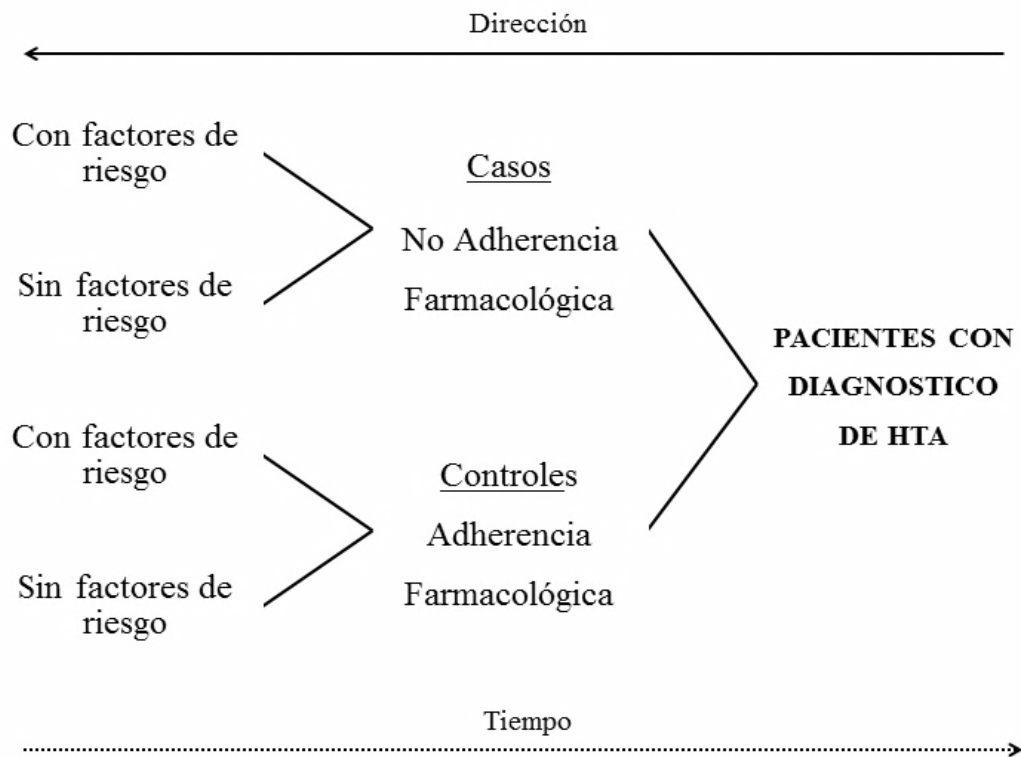 Dirección
Con factores de
riesgo
Sin factores de
riesgo
Casos
No Adherencia
Farmacológica
PACIENTES CON
DIAGNOSTICO
DE HTA
Con factores de
riesgo
Sin factores de
riesgo
Controles
Adherencia
Farmacológica
Tiempo